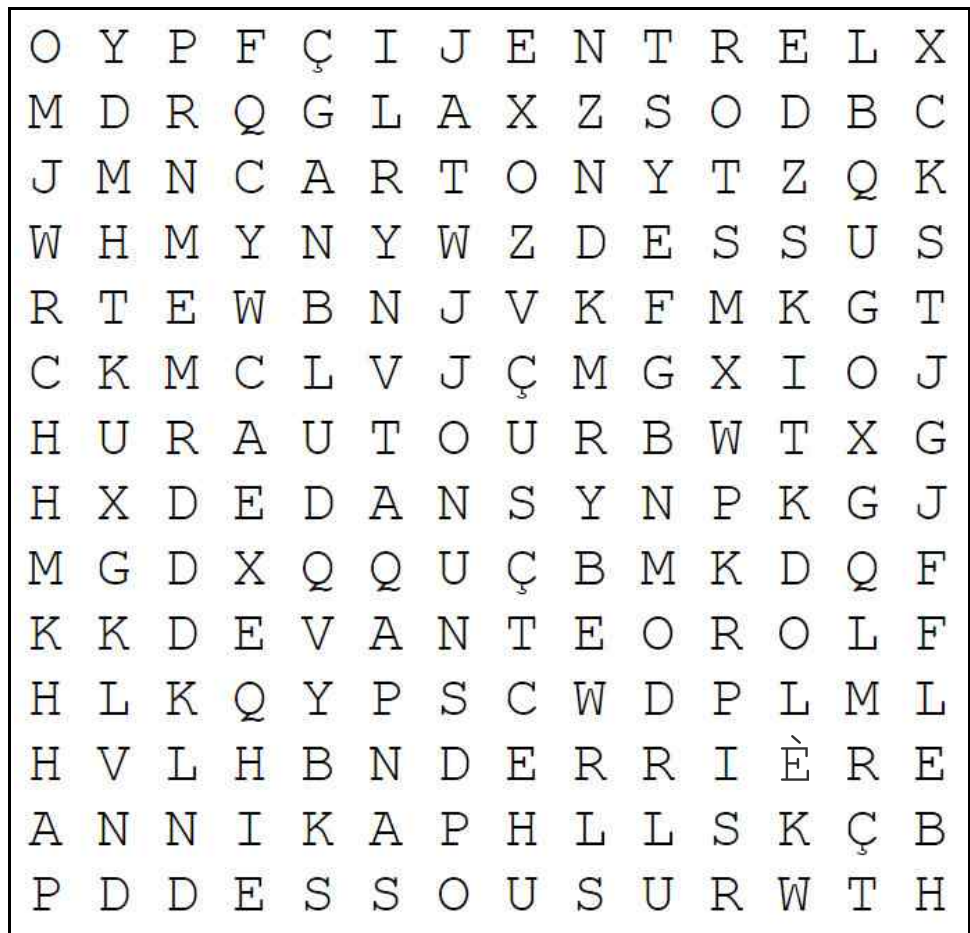 O Y P F Ç I J E N T R E L X
M D R Q G L A X Z S O D B C
J M N C A R T O N Y T Z Q K
W H M Y N Y W Z D E S S U S
R T E W B N J V K F M K G T
C K M C L V J Ç M G X I O J
H U R A U T O U R B W T X G
H X D E D A N S Y N P K G J
M G D X Q Q U Ç B M K D Q F
K K D E V A N T E O R O L F
H L K Q Y P S C W D P L M L
H V L H B N D E R R I È R E
A N N I K A P H L L S K Ç B
P D D E S S O U S U R W T H